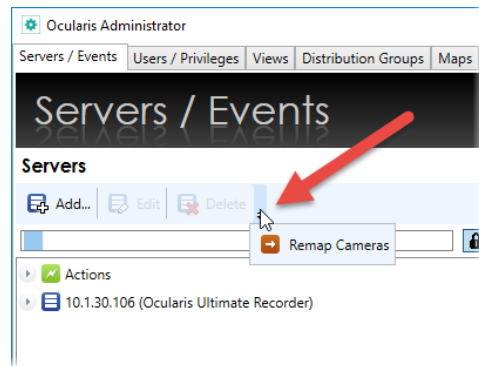 Ocularis Administrator
Servers / Events Users / Privileges Views Distribution Groups Maps
Servers / Events
Servers
Add... Edit Delete
Remap Cameras
Actions
10.1.30.106 (Ocularis Ultimate Recorder)